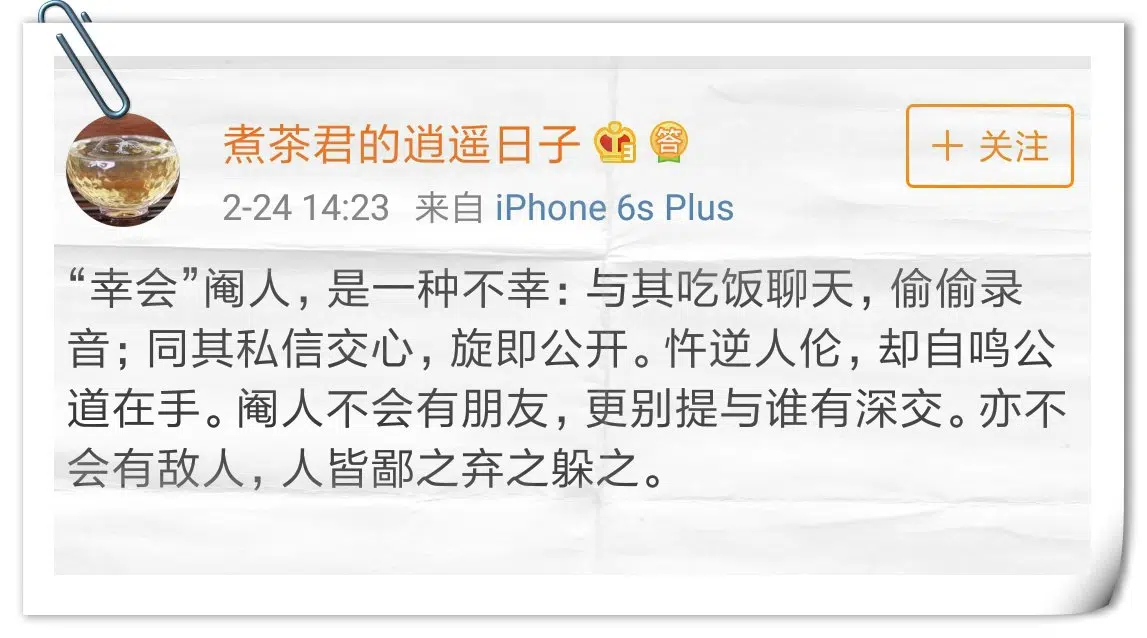 煮茶君的逍遥日子 答
+ 关注
2-24 14:23 来自 iPhone 6s Plus
“幸会”阉人，是一种不幸：与其吃饭聊天，偷偷录
音；同其私信交心，旋即公开。忤逆人伦，却自鸣公
道在手。阉人不会有朋友，更别提与谁有深交。亦不
会有敌人，人皆鄙之弃之躲之。